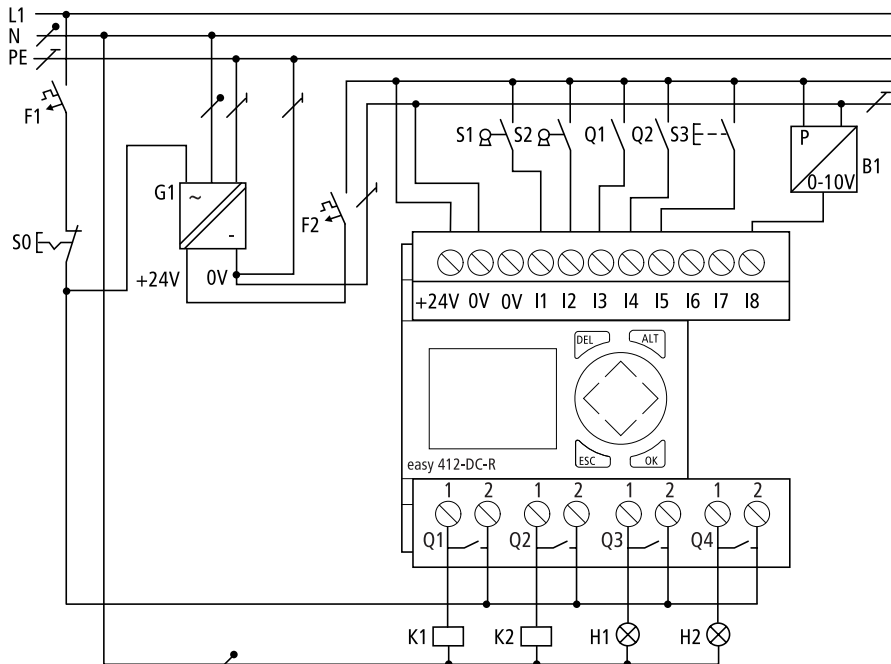 L1
N
PE
F1
S1 S2 Q1 Q2 S3 P
G1 ~ B1
0-10V
S0 F2
-
+24V 0V
+24V 0V 0V I1 I2 I3 I4 I5 I6 I7 I8
DEL ALT
ESC OK
easy 412-DC-R
1 2 1 2 1 2 1 2
Q1 Q2 Q3 Q4
K1 K2 H1 H2